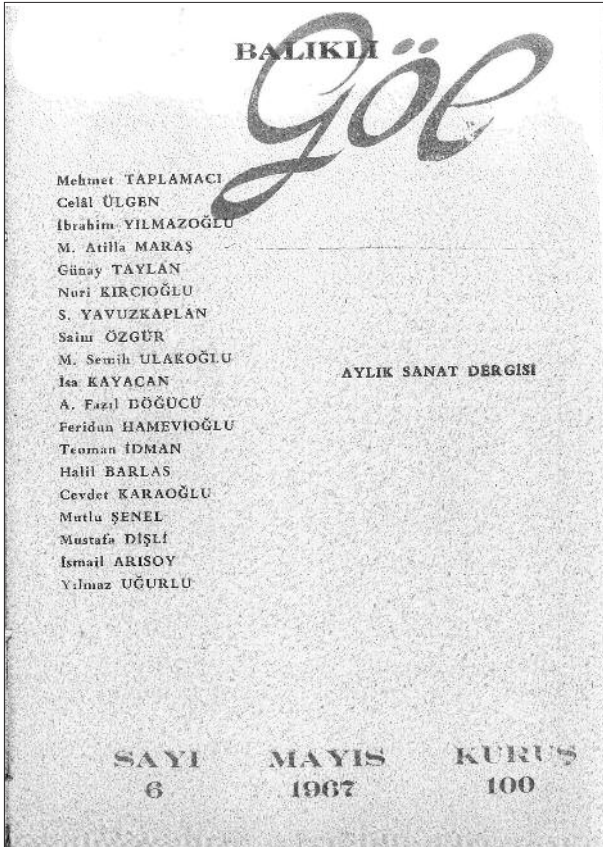 BALIKLI
Göl
Mehmet TAPLAMACI
Celâl ÜLGEN
İbrahim YILMAZOĞLU
M. Atilla MARAŞ
Günay TAYLAN
Nuri KIRCIOĞLU
S. YAVUZKAPLAN
Saim ÖZGÜR
M. Semih ULAKOĞLU
İsa KAYACAN
A. Fazıl DÖĞÜCÜ
Feridun HAMEVİOĞLU
Teoman İDMAN
Halil BARLAS
Cevdet KARAOĞLU
Mutlu ŞENEL
Mustafa DİŞLİ
İsmail ARISOY
Yılmaz UĞURLU
AYLIK SANAT DERGİSİ
SAYI MAYIS KURUŞ
6 1967 100